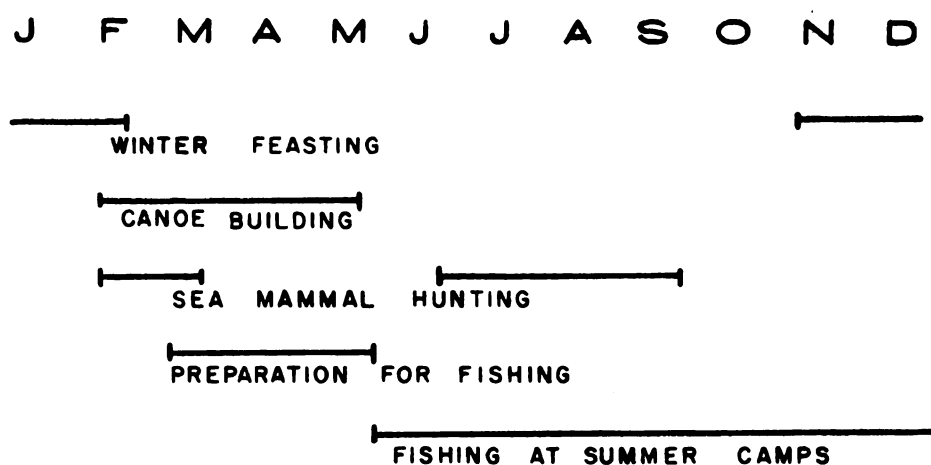 J F M A M J J A S O N D
WINTER FEASTING
CANOE BUILDING
SEA MAMMAL HUNTING
PREPARATION FOR FISHING
FISHING AT SUMMER CAMPS